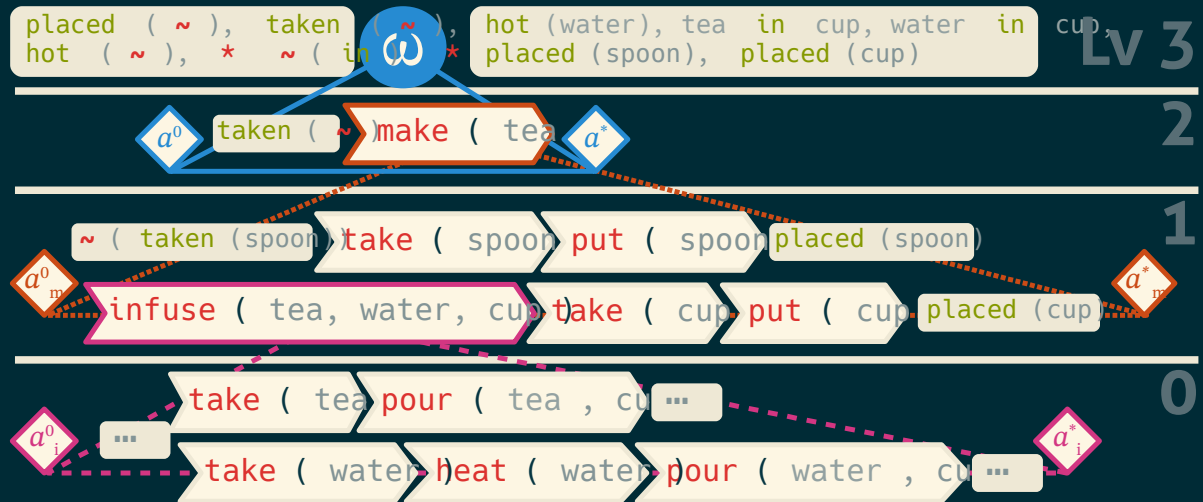 placed ( ~ ), taken ( ~ ),
hot ( ~ ), * ~ ( in ) *
ω
hot (water), tea in cup, water in cup,
placed (spoon), placed (cup)
Lv 3
a⁰ taken ( ~ ) make ( tea a* 2
~ ( taken (spoon)) take ( spoon put ( spoon placed (spoon) 1
a⁰m infuse ( tea, water, cup ) take ( cup put ( cup placed (cup) a*m
take ( tea pour ( tea , cu … 0
a⁰i … a*i
take ( water heat ( water ) pour ( water , cu …